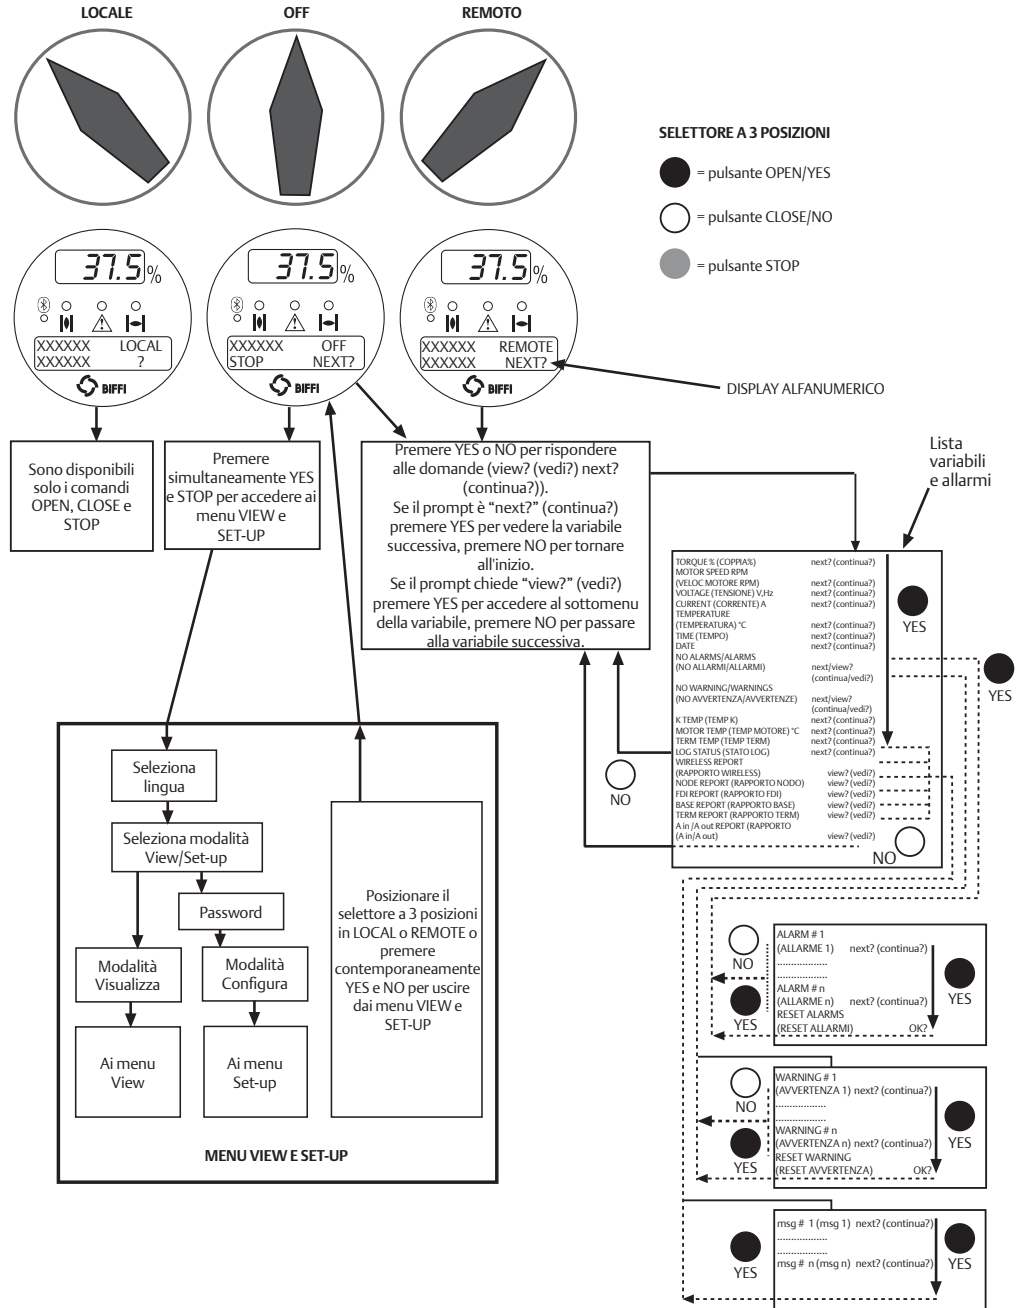 LOCALE
OFF
REMOTO
SELETTORE A 3 POSIZIONI
= pulsante OPEN/YES
= pulsante CLOSE/NO
= pulsante STOP
37.5%
XXXXXX LOCAL
XXXXXX ?
BIFFI
37.5%
XXXXXX OFF
STOP NEXT?
BIFFI
37.5%
XXXXXX REMOTE
XXXXXX NEXT?
BIFFI
DISPLAY ALFANUMERICO
Sono disponibili
solo i comandi
OPEN, CLOSE e
STOP
Premere
simultaneamente YES
e STOP per accedere ai
menu VIEW e
SET-UP
Premere YES o NO per rispondere
alle domande (view? (vedi?) next?
(continua?)).
Se il prompt è “next?” (continua?)
premere YES per vedere la variabile
successiva, premere NO per tornare
all'inizio.
Se il prompt chiede “view?” (vedi?)
premere YES per accedere al sottomenu
della variabile, premere NO per passare
alla variabile successiva.
Lista
variabili
e allarmi
TORQUE % (COPPIA%) next? (continua?)
MOTOR SPEED RPM
(VELOC MOTORE RPM) next? (continua?)
VOLTAGE (TENSIONE) V,Hz next? (continua?)
CURRENT (CORRENTE) A next? (continua?)
TEMPERATURE
(TEMPERATURA) °C next? (continua?)
TIME (TEMPO) next? (continua?)
DATE next? (continua?)
NO ALARMS/ALARMS
(NO ALLARMI/ALLARMI) next/view?
(continua/vedi?)
NO WARNING/WARNINGS
(NO AVVERTENZA/AVVERTENZE) next/view?
(continua/vedi?)
K TEMP (TEMP K) next? (continua?)
MOTOR TEMP (TEMP MOTORE) °C next? (continua?)
TERM TEMP (TEMP TERM) next? (continua?)
LOG STATUS (STATO LOG) next? (continua?)
WIRELESS REPORT
(RAPPORTO WIRELESS) view? (vedi?)
NODE REPORT (RAPPORTO NODO) view? (vedi?)
FDI REPORT (RAPPORTO FDI) view? (vedi?)
BASE REPORT (RAPPORTO BASE) view? (vedi?)
TERM REPORT (RAPPORTO TERM) view? (vedi?)
A in /A out REPORT (RAPPORTO
(A in/A out) view? (vedi?)
YES
NO
YES
NO
Seleziona
lingua
Seleziona modalità
View/Set-up
Password
Modalità
Visualizza
Modalità
Configura
Ai menu
View
Ai menu
Set-up
Posizionare il
selettore a 3 posizioni
in LOCAL o REMOTE o
premere
contemporaneamente
YES e NO per uscire
dai menu VIEW e
SET-UP
MENU VIEW E SET-UP
NO
YES
ALARM # 1
(ALLARME 1) next? (continua?)
..................
..................
ALARM # n
(ALLARME n) next? (continua?)
RESET ALARMS
(RESET ALLARMI) OK?
YES
NO
YES
WARNING # 1
(AVVERTENZA 1) next? (continua?)
..................
..................
WARNING # n
(AVVERTENZA n) next? (continua?)
RESET WARNING
(RESET AVVERTENZA) OK?
YES
YES
msg # 1 (msg 1) next? (continua?)
..................
..................
msg # n (msg n) next? (continua?)
YES